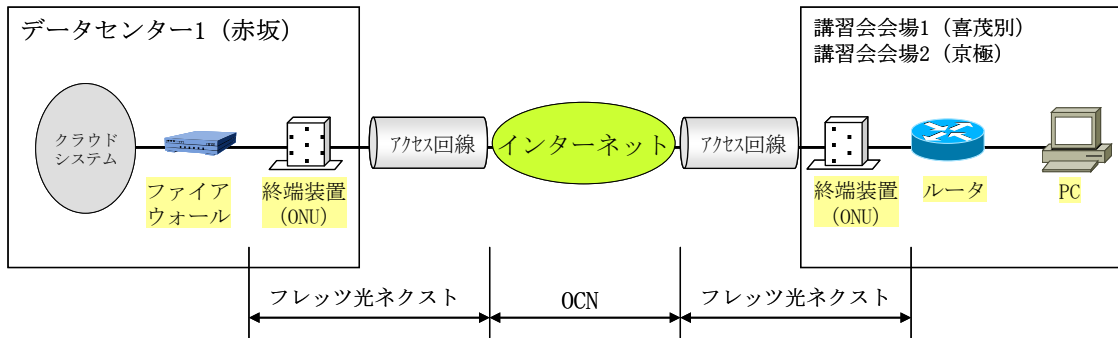 データセンター1（赤坂）
講習会会場1（喜茂別）
講習会会場2（京極）
クラウド
システム
アクセス回線
インターネット
アクセス回線
ファイア
ウォール
終端装置
(ONU)
終端装置
(ONU)
ルータ
PC
フレッツ光ネクスト
OCN
フレッツ光ネクスト